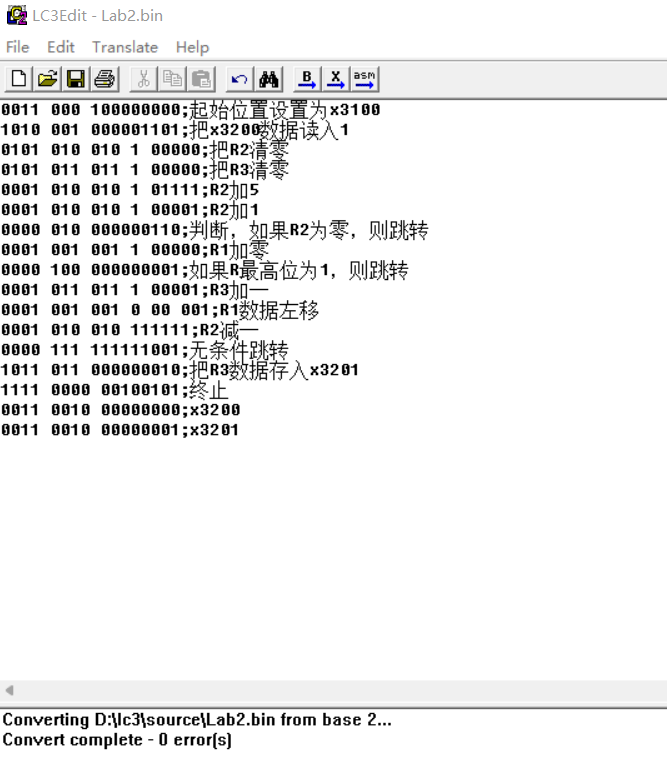 LC3Edit - Lab2.bin
File Edit Translate Help
B X asm
0011 000 100000000;起始位置设置为x3100
1010 001 000001101;把x3200数据读入1
0101 010 010 1 00000;把R2清零
0101 011 011 1 00000;把R3清零
0001 010 010 1 01111;R2加5
0001 010 010 1 00001;R2加1
0000 010 000000110;判断，如果R2为零，则跳转
0001 001 001 1 00000;R1加零
0000 100 000000001;如果R最高位为1，则跳转
0001 011 011 1 00001;R3加一
0001 001 001 0 00 001;R1数据左移
0001 010 010 111111;R2减一
0000 111 111111001;无条件跳转
1011 011 000000010;把R3数据存入x3201
1111 0000 00100101;终止
0011 0010 00000000;x3200
0011 0010 00000001;x3201
Converting D:\lc3\source\Lab2.bin from base 2...
Convert complete - 0 error(s)